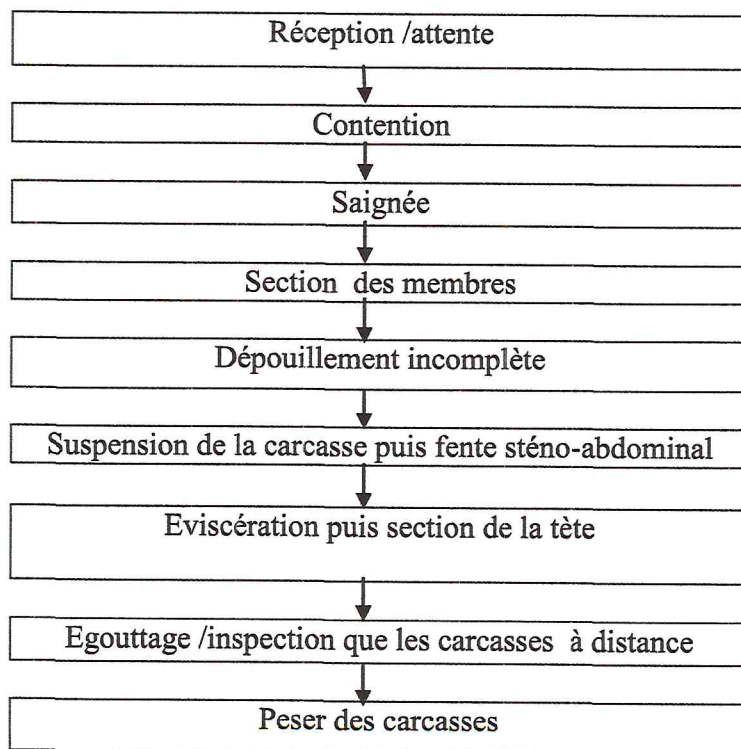 Réception /attente
Contention
Saignée
Section des membres
Dépouillement incomplète
Suspension de la carcasse puis fente sténo-abdominal
Eviscération puis section de la tète
Egouttage /inspection que les carcasses à distance
Peser des carcasses